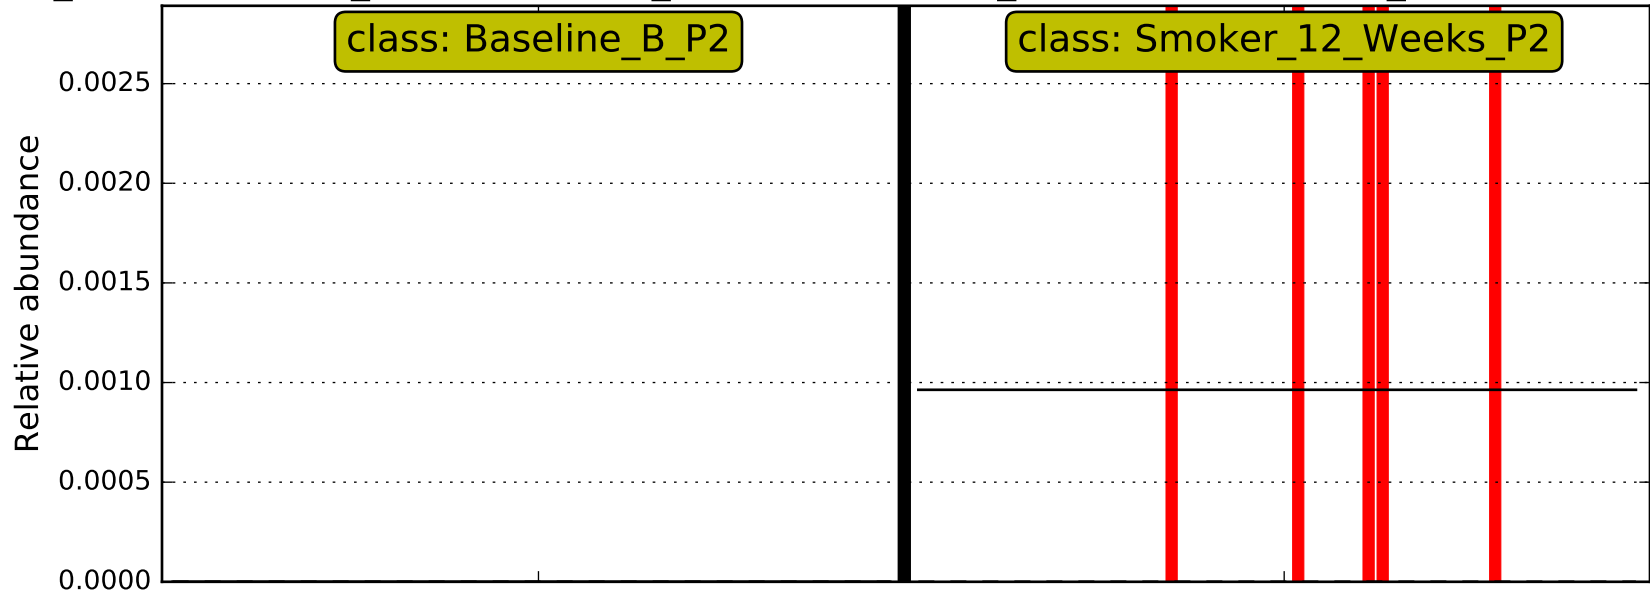 class: Baseline_B_P2
class: Smoker_12_Weeks_P2
0.0025
0.0020
0.0015
0.0010
0.0005
0.0000
Relative abundance